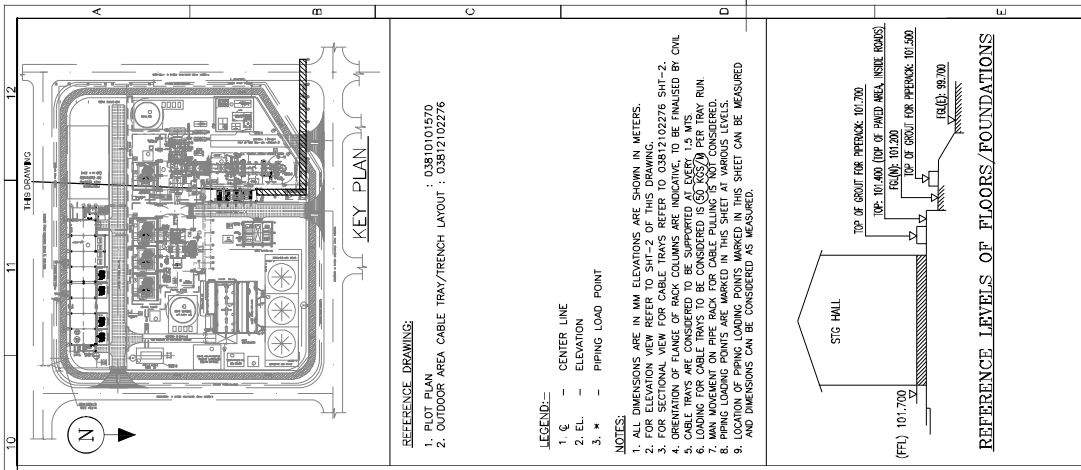 10
11
12
A
B
C
D
E
THIS DRAWING
N
KEY PLAN
REFERENCE DRAWING:
1. PLOT PLAN : 03810101570
2. OUTDOOR AREA CABLE TRAY/TRENCH LAYOUT : 03812102276
LEGEND:-
1. ℄ - CENTER LINE
2. EL. - ELEVATION
3. * - PIPING LOAD POINT
NOTES:
1. ALL DIMENSIONS ARE IN MM ELEVATIONS ARE SHOWN IN METERS.
2. FOR ELEVATION VIEW REFER TO SHT-2 OF THIS DRAWING.
3. FOR SECTIONAL VIEW FOR CABLE TRAYS REFER TO 03812102276 SHT-2.
4. ORIENTATION OF FLANGE OF RACK COLUMNS ARE INDICATIVE, TO BE FINALISED BY CIVIL
5. CABLE TRAYS ARE CONSIDERED TO BE SUPPORTED AT EVERY 1.5 MTS.
6. LOADING FOR CABLE TRAYS TO BE CONSIDERED IS 50 KGS/M PER TRAY RUN.
7. MAN MOVEMENT ON PIPE RACK FOR CABLE PULLING IS NOT CONSIDERED.
8. PIPING LOADING POINTS ARE MARKED IN THIS SHEET AT VARIOUS LEVELS.
9. LOCATION OF PIPING LOADING POINTS MARKED IN THIS SHEET CAN BE MEASURED
AND DIMENSIONS CAN BE CONSIDERED AS MEASURED.
STG HALL
(FFL) 101.700
TOP OF GROUT FOR PIPERACK: 101.700
TOP: 101.400 (TOP OF PAVED AREA, INSIDE ROADS)
FGL(N): 101.200
TOP OF GROUT FOR PIPERACK: 101.500
FGL(E): 99.700
REFERENCE LEVELS OF FLOORS/FOUNDATIONS